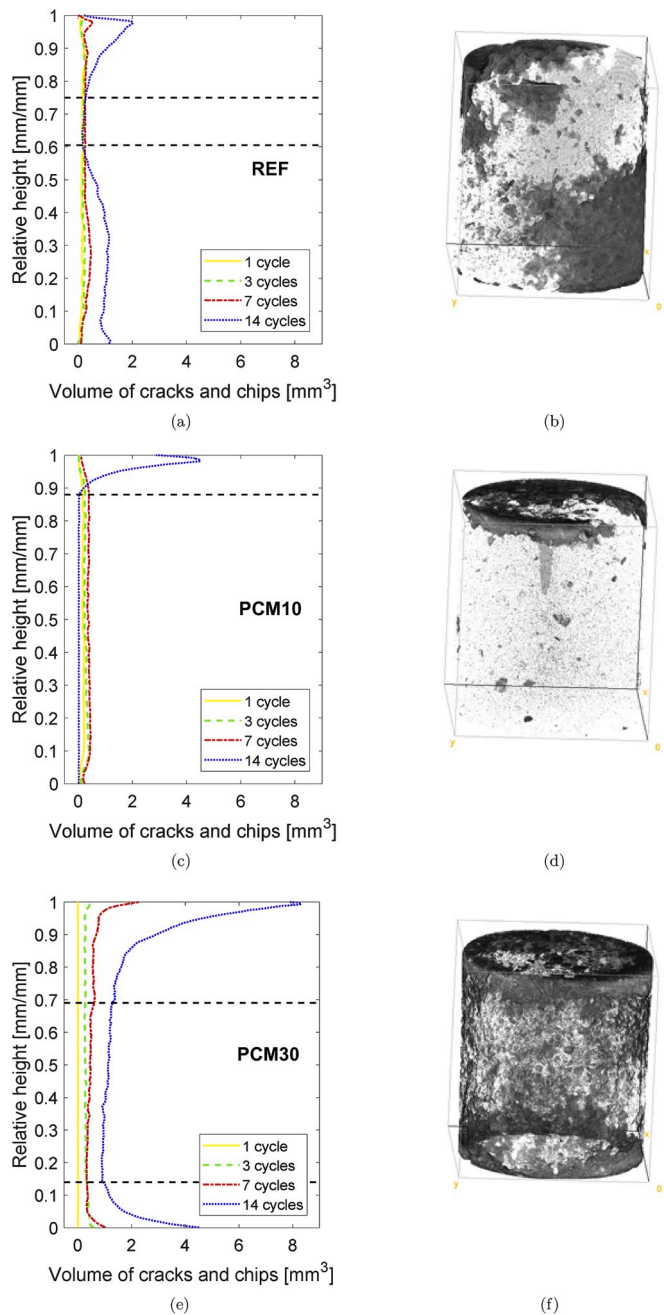 1
0.9
0.8
0.7
0.6
0.5
0.4
0.3
0.2
0.1
0
Relative height [mm/mm]
REF
1 cycle
3 cycles
7 cycles
14 cycles
0 2 4 6 8
Volume of cracks and chips [mm³]
(a)
x
y
0
(b)
1
0.9
0.8
0.7
0.6
0.5
0.4
0.3
0.2
0.1
0
Relative height [mm/mm]
PCM10
1 cycle
3 cycles
7 cycles
14 cycles
0 2 4 6 8
Volume of cracks and chips [mm³]
(c)
x
y
0
(d)
1
0.9
0.8
0.7
0.6
0.5
0.4
0.3
0.2
0.1
0
Relative height [mm/mm]
PCM30
1 cycle
3 cycles
7 cycles
14 cycles
0 2 4 6 8
Volume of cracks and chips [mm³]
(e)
x
y
0
(f)